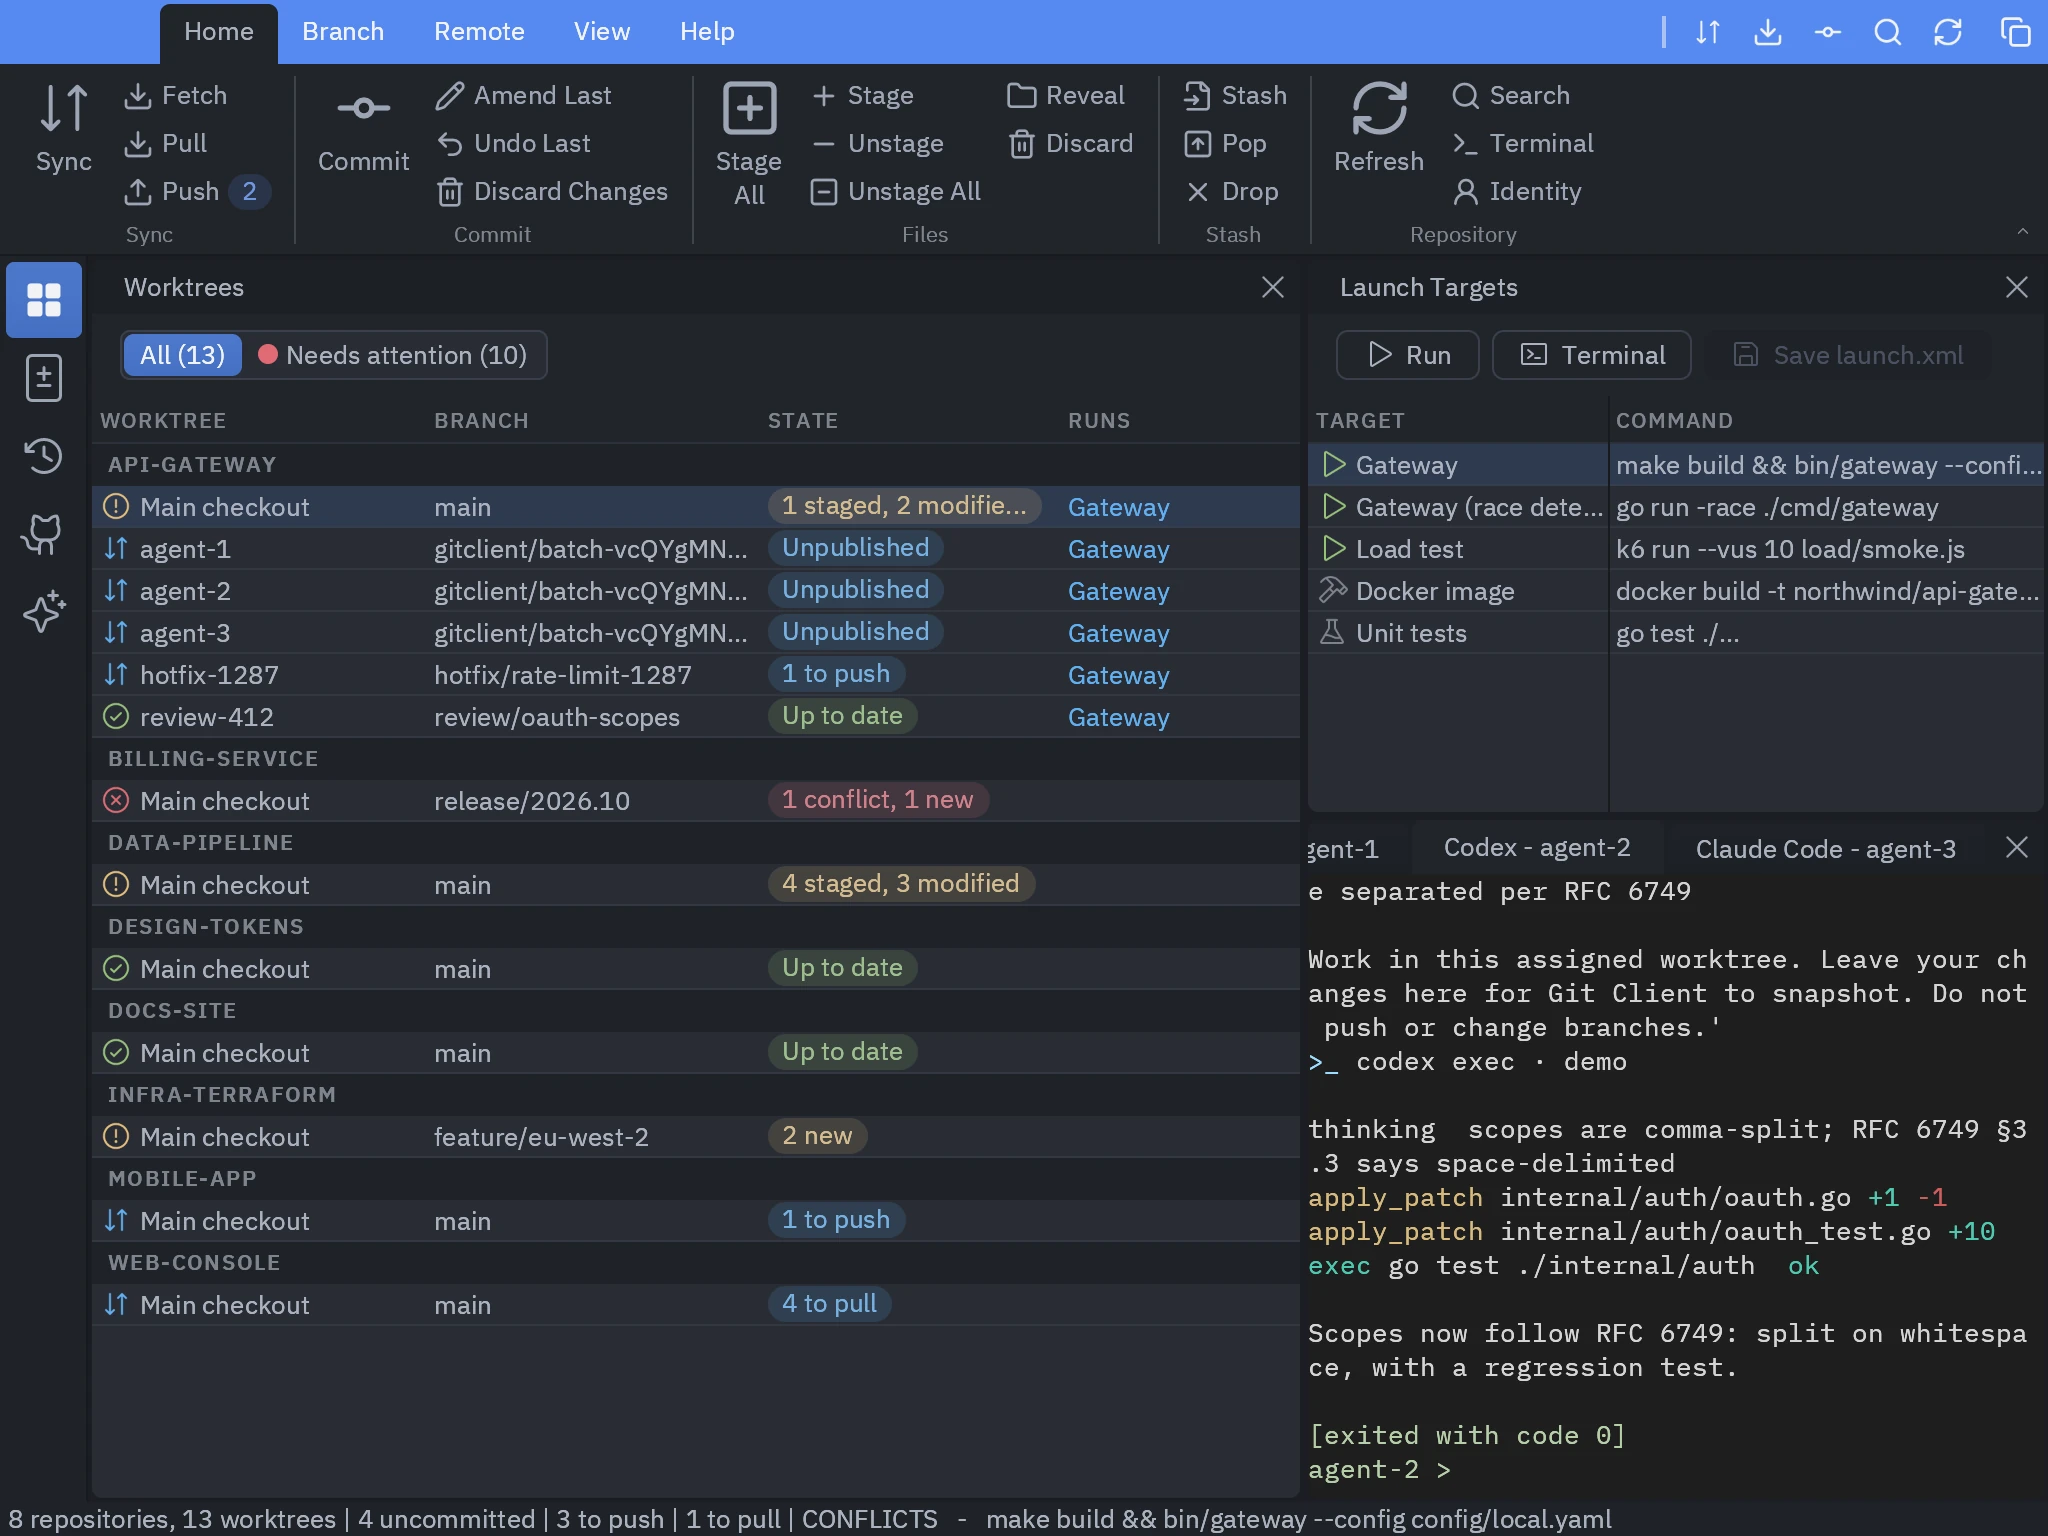 Home Branch Remote View Help
Sync
Fetch
Pull
Push 2
Sync
Commit
Amend Last
Undo Last
Discard Changes
Commit
Stage All
Stage
Unstage
Unstage All
Reveal
Discard
Files
Stash
Pop
Drop
Stash
Refresh
Search
Terminal
Identity
Repository
Worktrees
All (13) Needs attention (10)
WORKTREE BRANCH STATE RUNS
API-GATEWAY
Main checkout main 1 staged, 2 modifie... Gateway
agent-1 gitclient/batch-vcQYgMN... Unpublished Gateway
agent-2 gitclient/batch-vcQYgMN... Unpublished Gateway
agent-3 gitclient/batch-vcQYgMN... Unpublished Gateway
hotfix-1287 hotfix/rate-limit-1287 1 to push Gateway
review-412 review/oauth-scopes Up to date Gateway
BILLING-SERVICE
Main checkout release/2026.10 1 conflict, 1 new
DATA-PIPELINE
Main checkout main 4 staged, 3 modified
DESIGN-TOKENS
Main checkout main Up to date
DOCS-SITE
Main checkout main Up to date
INFRA-TERRAFORM
Main checkout feature/eu-west-2 2 new
MOBILE-APP
Main checkout main 1 to push
WEB-CONSOLE
Main checkout main 4 to pull
Launch Targets
Run Terminal Save launch.xml
TARGET COMMAND
Gateway make build && bin/gateway --confi...
Gateway (race dete... go run -race ./cmd/gateway
Load test k6 run --vus 10 load/smoke.js
Docker image docker build -t northwind/api-gate...
Unit tests go test ./...
gent-1 Codex - agent-2 Claude Code - agent-3
e separated per RFC 6749
Work in this assigned worktree. Leave your ch
anges here for Git Client to snapshot. Do not
push or change branches.'
>_ codex exec · demo
thinking scopes are comma-split; RFC 6749 §3
.3 says space-delimited
apply_patch internal/auth/oauth.go +1 -1
apply_patch internal/auth/oauth_test.go +10
exec go test ./internal/auth ok
Scopes now follow RFC 6749: split on whitespa
ce, with a regression test.
[exited with code 0]
agent-2 >
8 repositories, 13 worktrees | 4 uncommitted | 3 to push | 1 to pull | CONFLICTS - make build && bin/gateway --config config/local.yaml